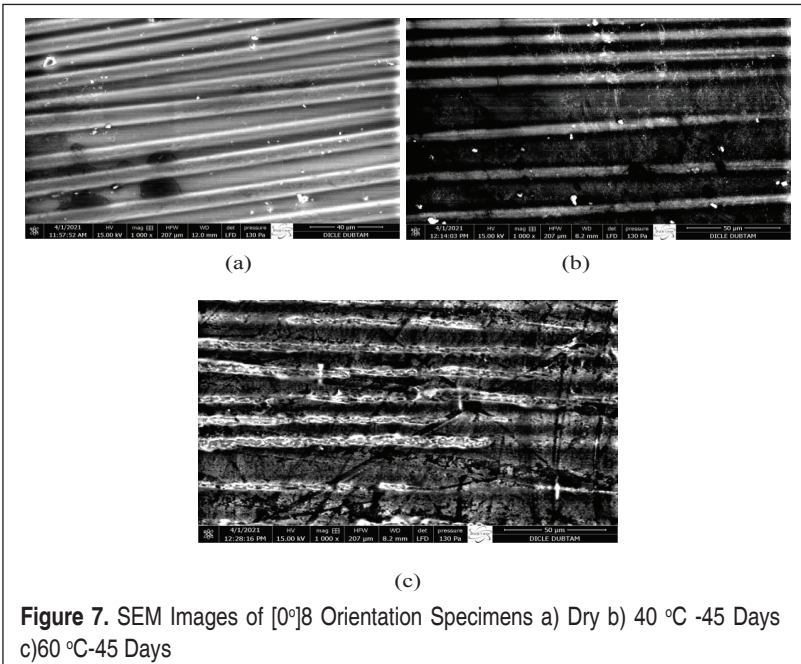 4/1/2021 HV mag HFW WD det pressure 40 µm
11:57:52 AM 15.00 kV 1 000 x 207 µm 12.0 mm LFD 130 Pa DICLE DUBTAM
(a)
4/1/2021 HV mag HFW WD det pressure 50 µm
12:14:03 PM 15.00 kV 1 000 x 207 µm 8.2 mm LFD 130 Pa DICLE DUBTAM
(b)
4/1/2021 HV mag HFW WD det pressure 50 µm
12:28:16 PM 15.00 kV 1 000 x 207 µm 8.2 mm LFD 130 Pa DICLE DUBTAM
(c)
Figure 7. SEM Images of [0º]8 Orientation Specimens a) Dry b) 40 ºC -45 Days
c)60 ºC-45 Days